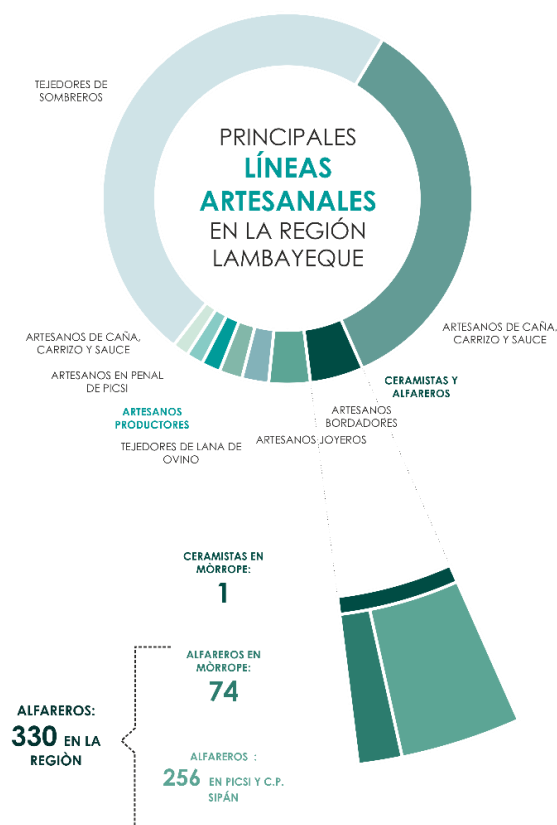 PRINCIPALES
LÍNEAS
ARTESANALES
EN LA REGIÓN
LAMBAYEQUE
TEJEDORES DE
SOMBREROS
ARTESANOS DE CAÑA,
CARRIZO Y SAUCE
ARTESANOS EN PENAL
DE PICSI
ARTESANOS
PRODUCTORES
TEJEDORES DE LANA DE
OVINO
ARTESANOS JOYEROS
ARTESANOS
BORDADORES
CERAMISTAS Y
ALFAREROS
ARTESANOS DE CAÑA,
CARRIZO Y SAUCE
CERAMISTAS EN
MÒRROPE:
1
ALFAREROS EN
MÒRROPE:
74
ALFAREROS:
330 EN LA
REGIÒN
ALFAREROS :
256 EN PICSI Y C.P.
SIPÁN